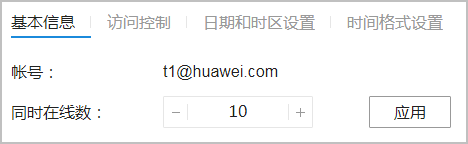 基本信息 访问控制 日期和时区设置 时间格式设置
帐号： t1@huawei.com
同时在线数： − 10 + 应用